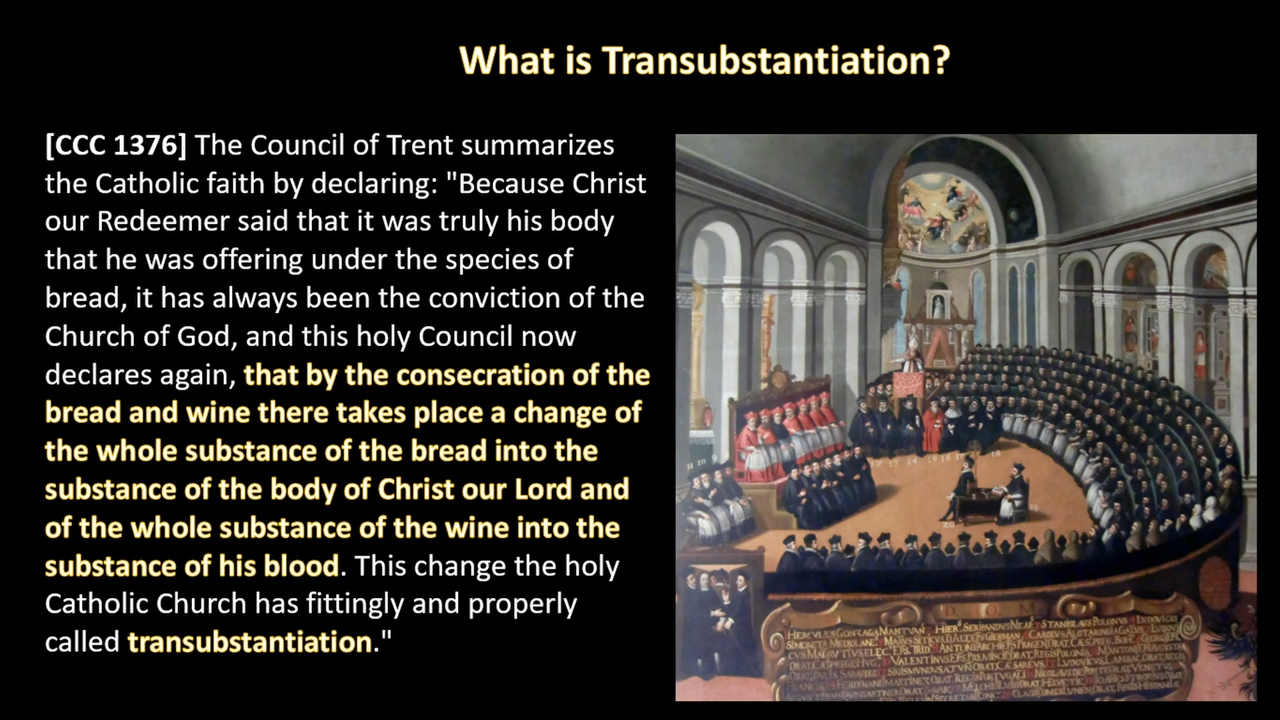 What is Transubstantiation?
[CCC 1376] The Council of Trent summarizes
the Catholic faith by declaring: "Because Christ
our Redeemer said that it was truly his body
that he was offering under the species of
bread, it has always been the conviction of the
Church of God, and this holy Council now
declares again, that by the consecration of the
bread and wine there takes place a change of
the whole substance of the bread into the
substance of the body of Christ our Lord and
of the whole substance of the wine into the
substance of his blood. This change the holy
Catholic Church has fittingly and properly
called transubstantiation."
D. O. M.